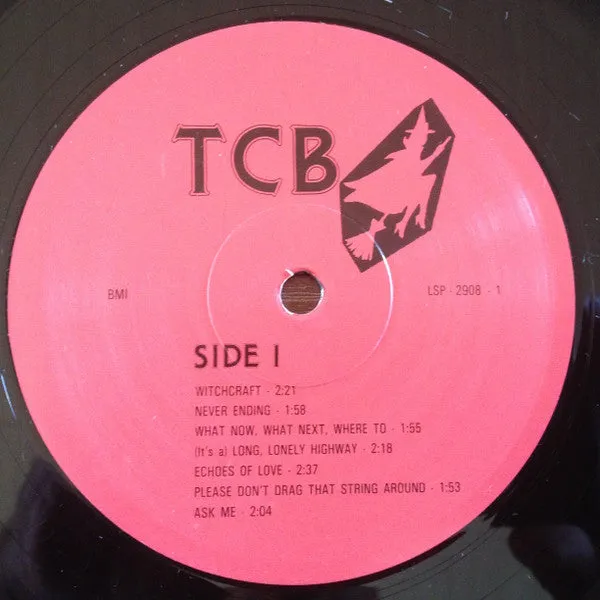 TCB
BMI
LSP - 2908 - 1
SIDE 1
WITCHCRAFT - 2:21
NEVER ENDING - 1:58
WHAT NOW, WHAT NEXT, WHERE TO - 1:55
(It's a) LONG, LONELY HIGHWAY - 2:18
ECHOES OF LOVE - 2:37
PLEASE DON'T DRAG THAT STRING AROUND - 1:53
ASK ME - 2:04